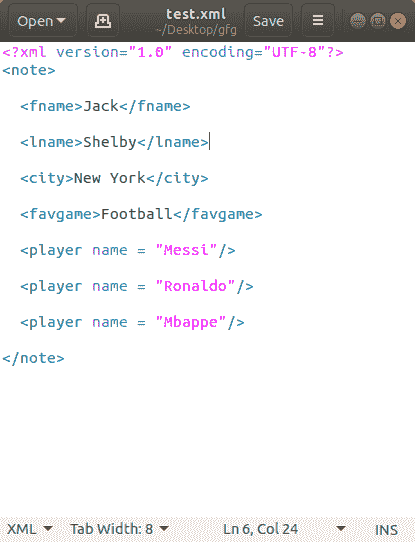 Open
test.xml
~/Desktop/gfg
Save
<?xml version="1.0" encoding="UTF-8"?>
<note>
<fname>Jack</fname>
<lname>Shelby</lname>
<city>New York</city>
<favgame>Football</favgame>
<player name = "Messi"/>
<player name = "Ronaldo"/>
<player name = "Mbappe"/>
</note>
XML Tab Width: 8 Ln 6, Col 24 INS